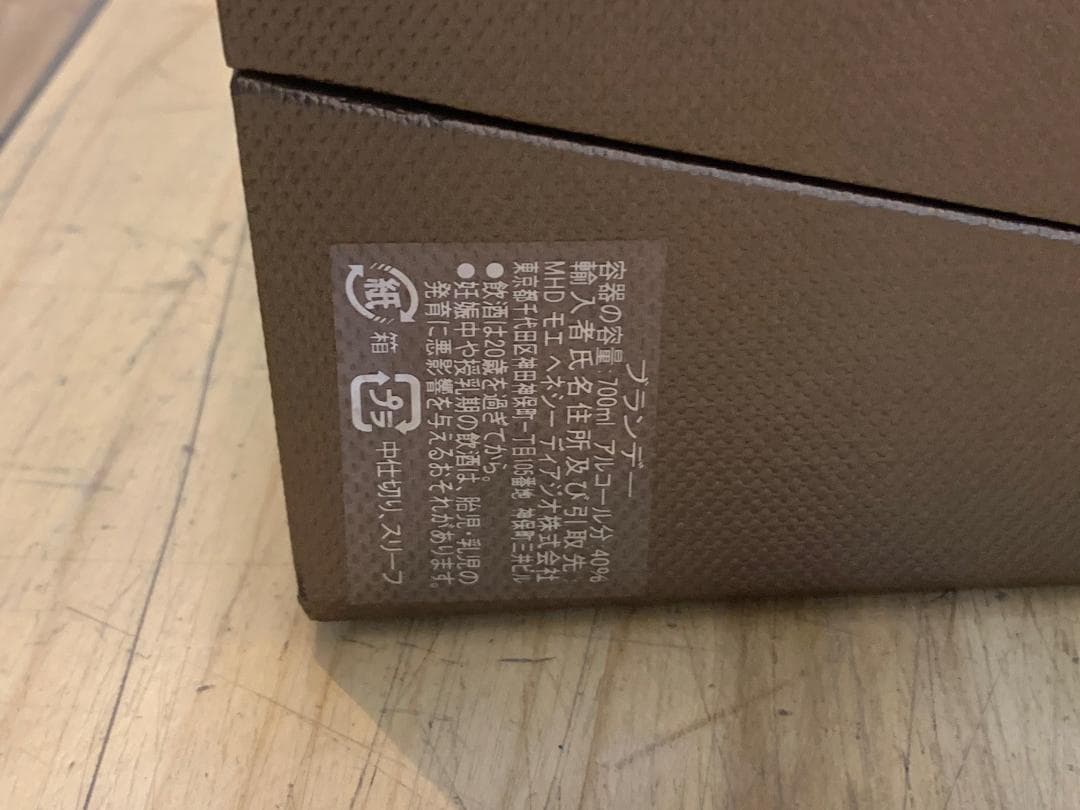 ブランデー
容器の容量:700ml アルコール分 40%
輸入者氏名住所及び引取先:
MHD モエ ヘネシー ディアジオ株式会社
東京都千代田区神田神保町一丁目105番地 神保町三井ビル
●飲酒は20歳を過ぎてから。
●妊娠中や授乳期の飲酒は、胎児・乳児の
発育に悪影響を与えるおそれがあります。
紙 箱 プラ 中仕切り、スリーブ